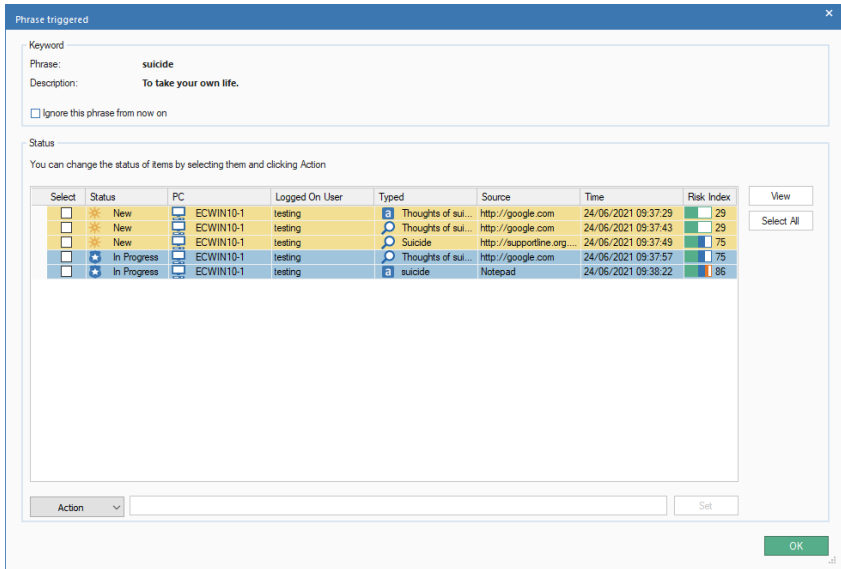 Phrase triggered
Keyword
Phrase: suicide
Description: To take your own life.
Ignore this phrase from now on
Status
You can change the status of items by selecting them and clicking Action
Select Status PC Logged On User Typed Source Time Risk Index
New ECWIN10-1 testing a Thoughts of sui... http://google.com 24/06/2021 09:37:29 29
New ECWIN10-1 testing Thoughts of sui... http://google.com 24/06/2021 09:37:43 29
New ECWIN10-1 testing Suicide http://supportline.org.... 24/06/2021 09:37:49 75
In Progress ECWIN10-1 testing Thoughts of sui... http://google.com 24/06/2021 09:37:57 75
In Progress ECWIN10-1 testing a suicide Notepad 24/06/2021 09:38:22 86
View
Select All
Action Set
OK